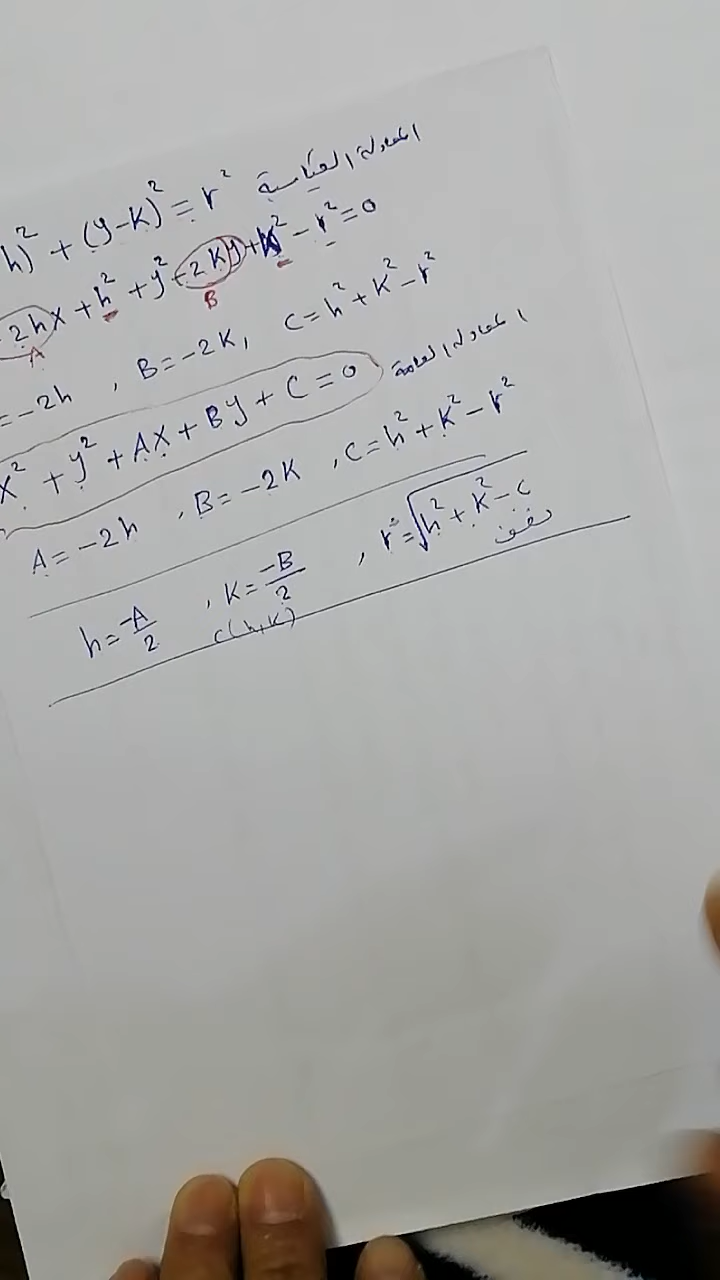 h)² + (y-k)² = r² المعادلة القياسية
2hx + h² + y² - 2ky + k² - r² = 0
A B
= -2h , B = -2k , C = h² + k² - r²
x² + y² + Ax + By + C = 0 المعادلة العامة
A = -2h , B = -2k , C = h² + k² - r²
h = -A/2 , k = -B/2 , r = √h² + k² - c
c(h,k)